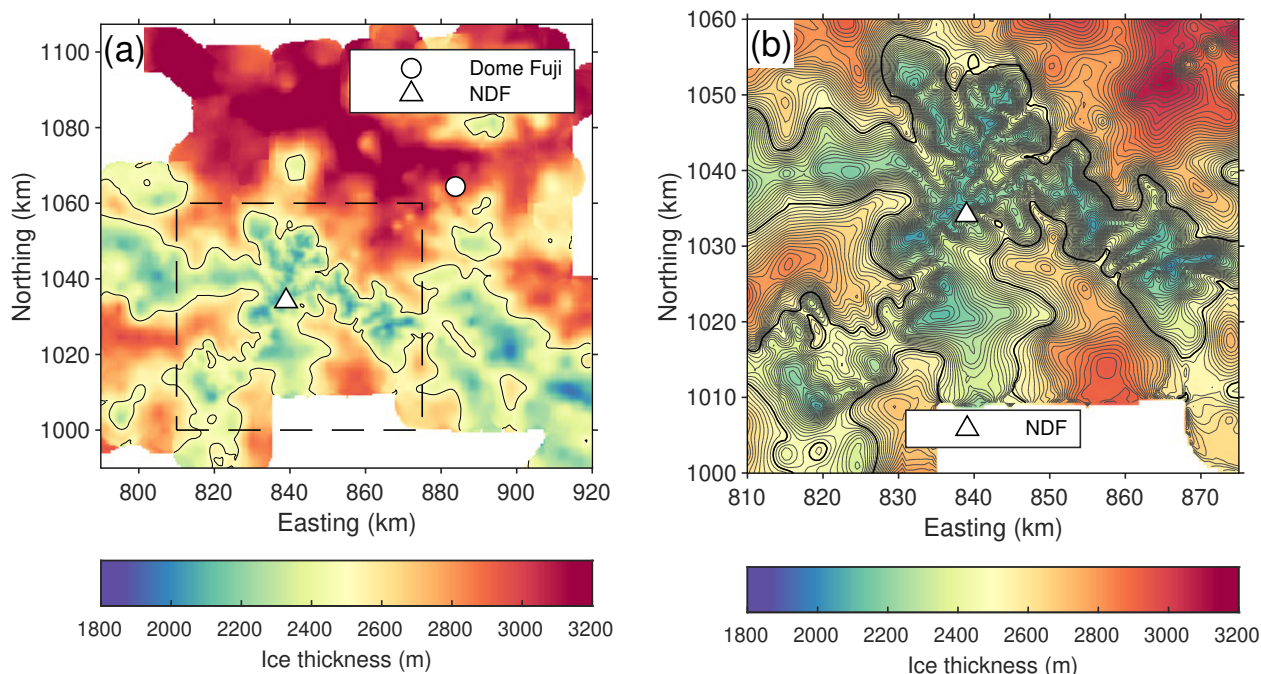 (a)
Dome Fuji
NDF
1100
1080
1060
1040
1020
1000
Northing (km)
800 820 840 860 880 900 920
Easting (km)
1800 2000 2200 2400 2600 2800 3000 3200
Ice thickness (m)
(b)
1060
1050
1040
1030
1020
1010
1000
Northing (km)
NDF
810 820 830 840 850 860 870
Easting (km)
1800 2000 2200 2400 2600 2800 3000 3200
Ice thickness (m)